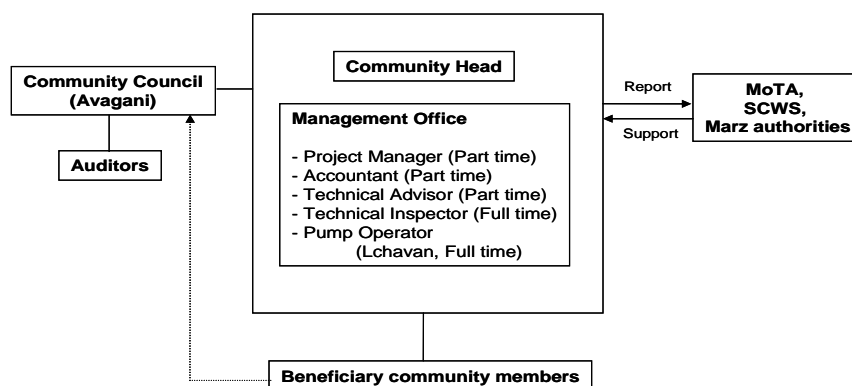 Community Council
(Avagani)
Auditors
Community Head
Management Office
- Project Manager (Part time)
- Accountant (Part time)
- Technical Advisor (Part time)
- Technical Inspector (Full time)
- Pump Operator
(Lchavan, Full time)
Report
Support
MoTA,
SCWS,
Marz authorities
Beneficiary community members